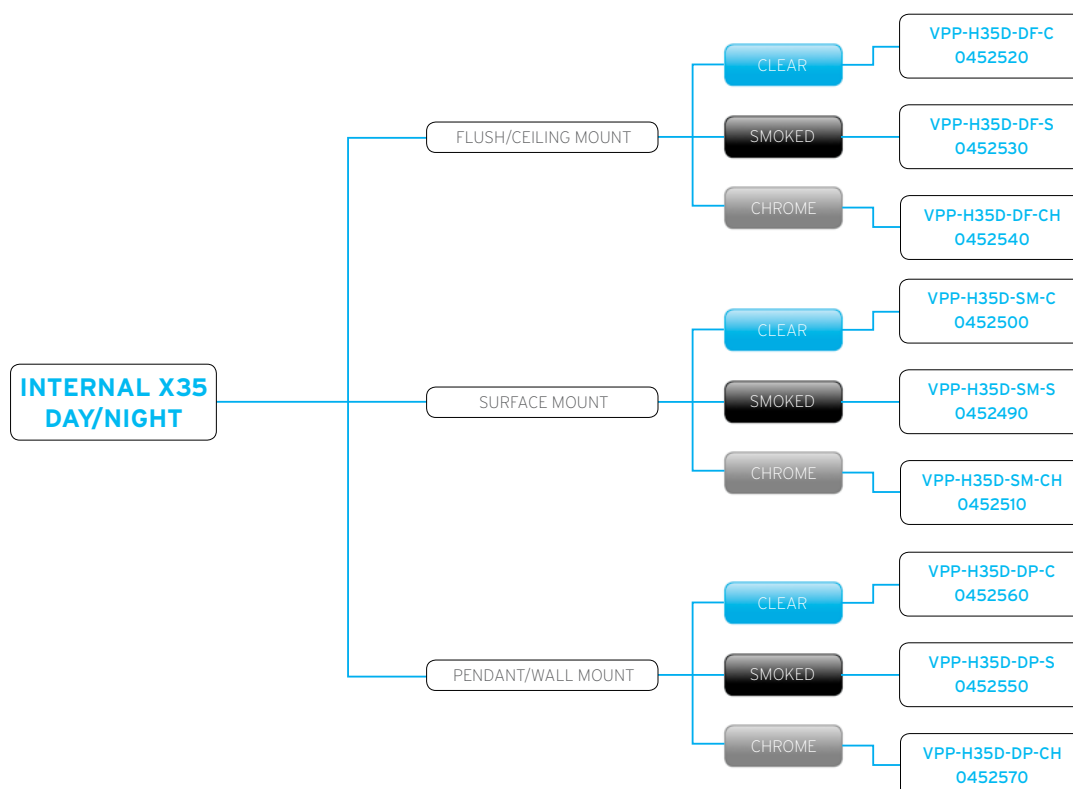 INTERNAL X35
DAY/NIGHT
FLUSH/CEILING MOUNT
CLEAR
VPP-H35D-DF-C
0452520
SMOKED
VPP-H35D-DF-S
0452530
CHROME
VPP-H35D-DF-CH
0452540
SURFACE MOUNT
CLEAR
VPP-H35D-SM-C
0452500
SMOKED
VPP-H35D-SM-S
0452490
CHROME
VPP-H35D-SM-CH
0452510
PENDANT/WALL MOUNT
CLEAR
VPP-H35D-DP-C
0452560
SMOKED
VPP-H35D-DP-S
0452550
CHROME
VPP-H35D-DP-CH
0452570